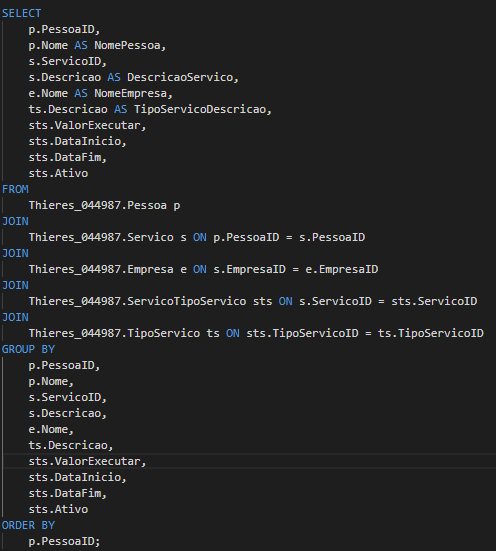 SELECT
    p.PessoaID,
    p.Nome AS NomePessoa,
    s.ServicoID,
    s.Descricao AS DescricaoServico,
    e.Nome AS NomeEmpresa,
    ts.Descricao AS TipoServicoDescricao,
    sts.ValorExecutar,
    sts.DataInicio,
    sts.DataFim,
    sts.Ativo
FROM
    Thieres_044987.Pessoa p
JOIN
    Thieres_044987.Servico s ON p.PessoaID = s.PessoaID
JOIN
    Thieres_044987.Empresa e ON s.EmpresaID = e.EmpresaID
JOIN
    Thieres_044987.ServicoTipoServico sts ON s.ServicoID = sts.ServicoID
JOIN
    Thieres_044987.TipoServico ts ON sts.TipoServicoID = ts.TipoServicoID
GROUP BY
    p.PessoaID,
    p.Nome,
    s.ServicoID,
    s.Descricao,
    e.Nome,
    ts.Descricao,
    sts.ValorExecutar,
    sts.DataInicio,
    sts.DataFim,
    sts.Ativo
ORDER BY
    p.PessoaID;